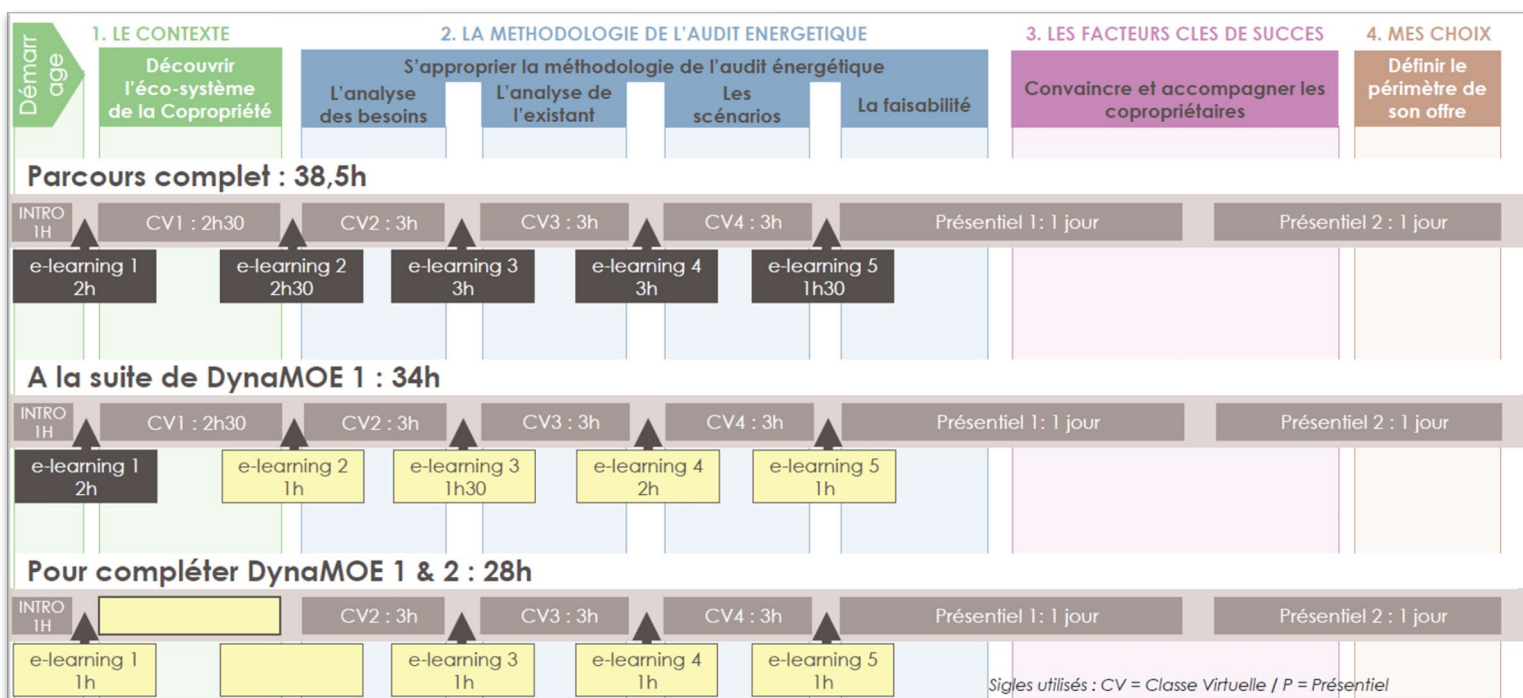 Démarr
age
1. LE CONTEXTE
2. LA METHODOLOGIE DE L'AUDIT ENERGETIQUE
3. LES FACTEURS CLES DE SUCCES
4. MES CHOIX
Découvrir
l'éco-système
de la Copropriété
S'approprier la méthodologie de l'audit énergétique
L'analyse
des besoins
L'analyse de
l'existant
Les
scénarios
La faisabilité
Convaincre et accompagner les
copropriétaires
Définir le
périmètre de
son offre
Parcours complet : 38,5h
INTRO
1H
CV1 : 2h30
CV2 : 3h
CV3 : 3h
CV4 : 3h
Présentiel 1: 1 jour
Présentiel 2 : 1 jour
e-learning 1
2h
e-learning 2
2h30
e-learning 3
3h
e-learning 4
3h
e-learning 5
1h30
A la suite de DynaMOE 1 : 34h
INTRO
1H
CV1 : 2h30
CV2 : 3h
CV3 : 3h
CV4 : 3h
Présentiel 1: 1 jour
Présentiel 2 : 1 jour
e-learning 1
2h
e-learning 2
1h
e-learning 3
1h30
e-learning 4
2h
e-learning 5
1h
Pour compléter DynaMOE 1 & 2 : 28h
INTRO
1H
CV2 : 3h
CV3 : 3h
CV4 : 3h
Présentiel 1: 1 jour
Présentiel 2 : 1 jour
e-learning 1
1h
e-learning 3
1h
e-learning 4
1h
e-learning 5
1h
Sigles utilisés : CV = Classe Virtuelle / P = Présentiel